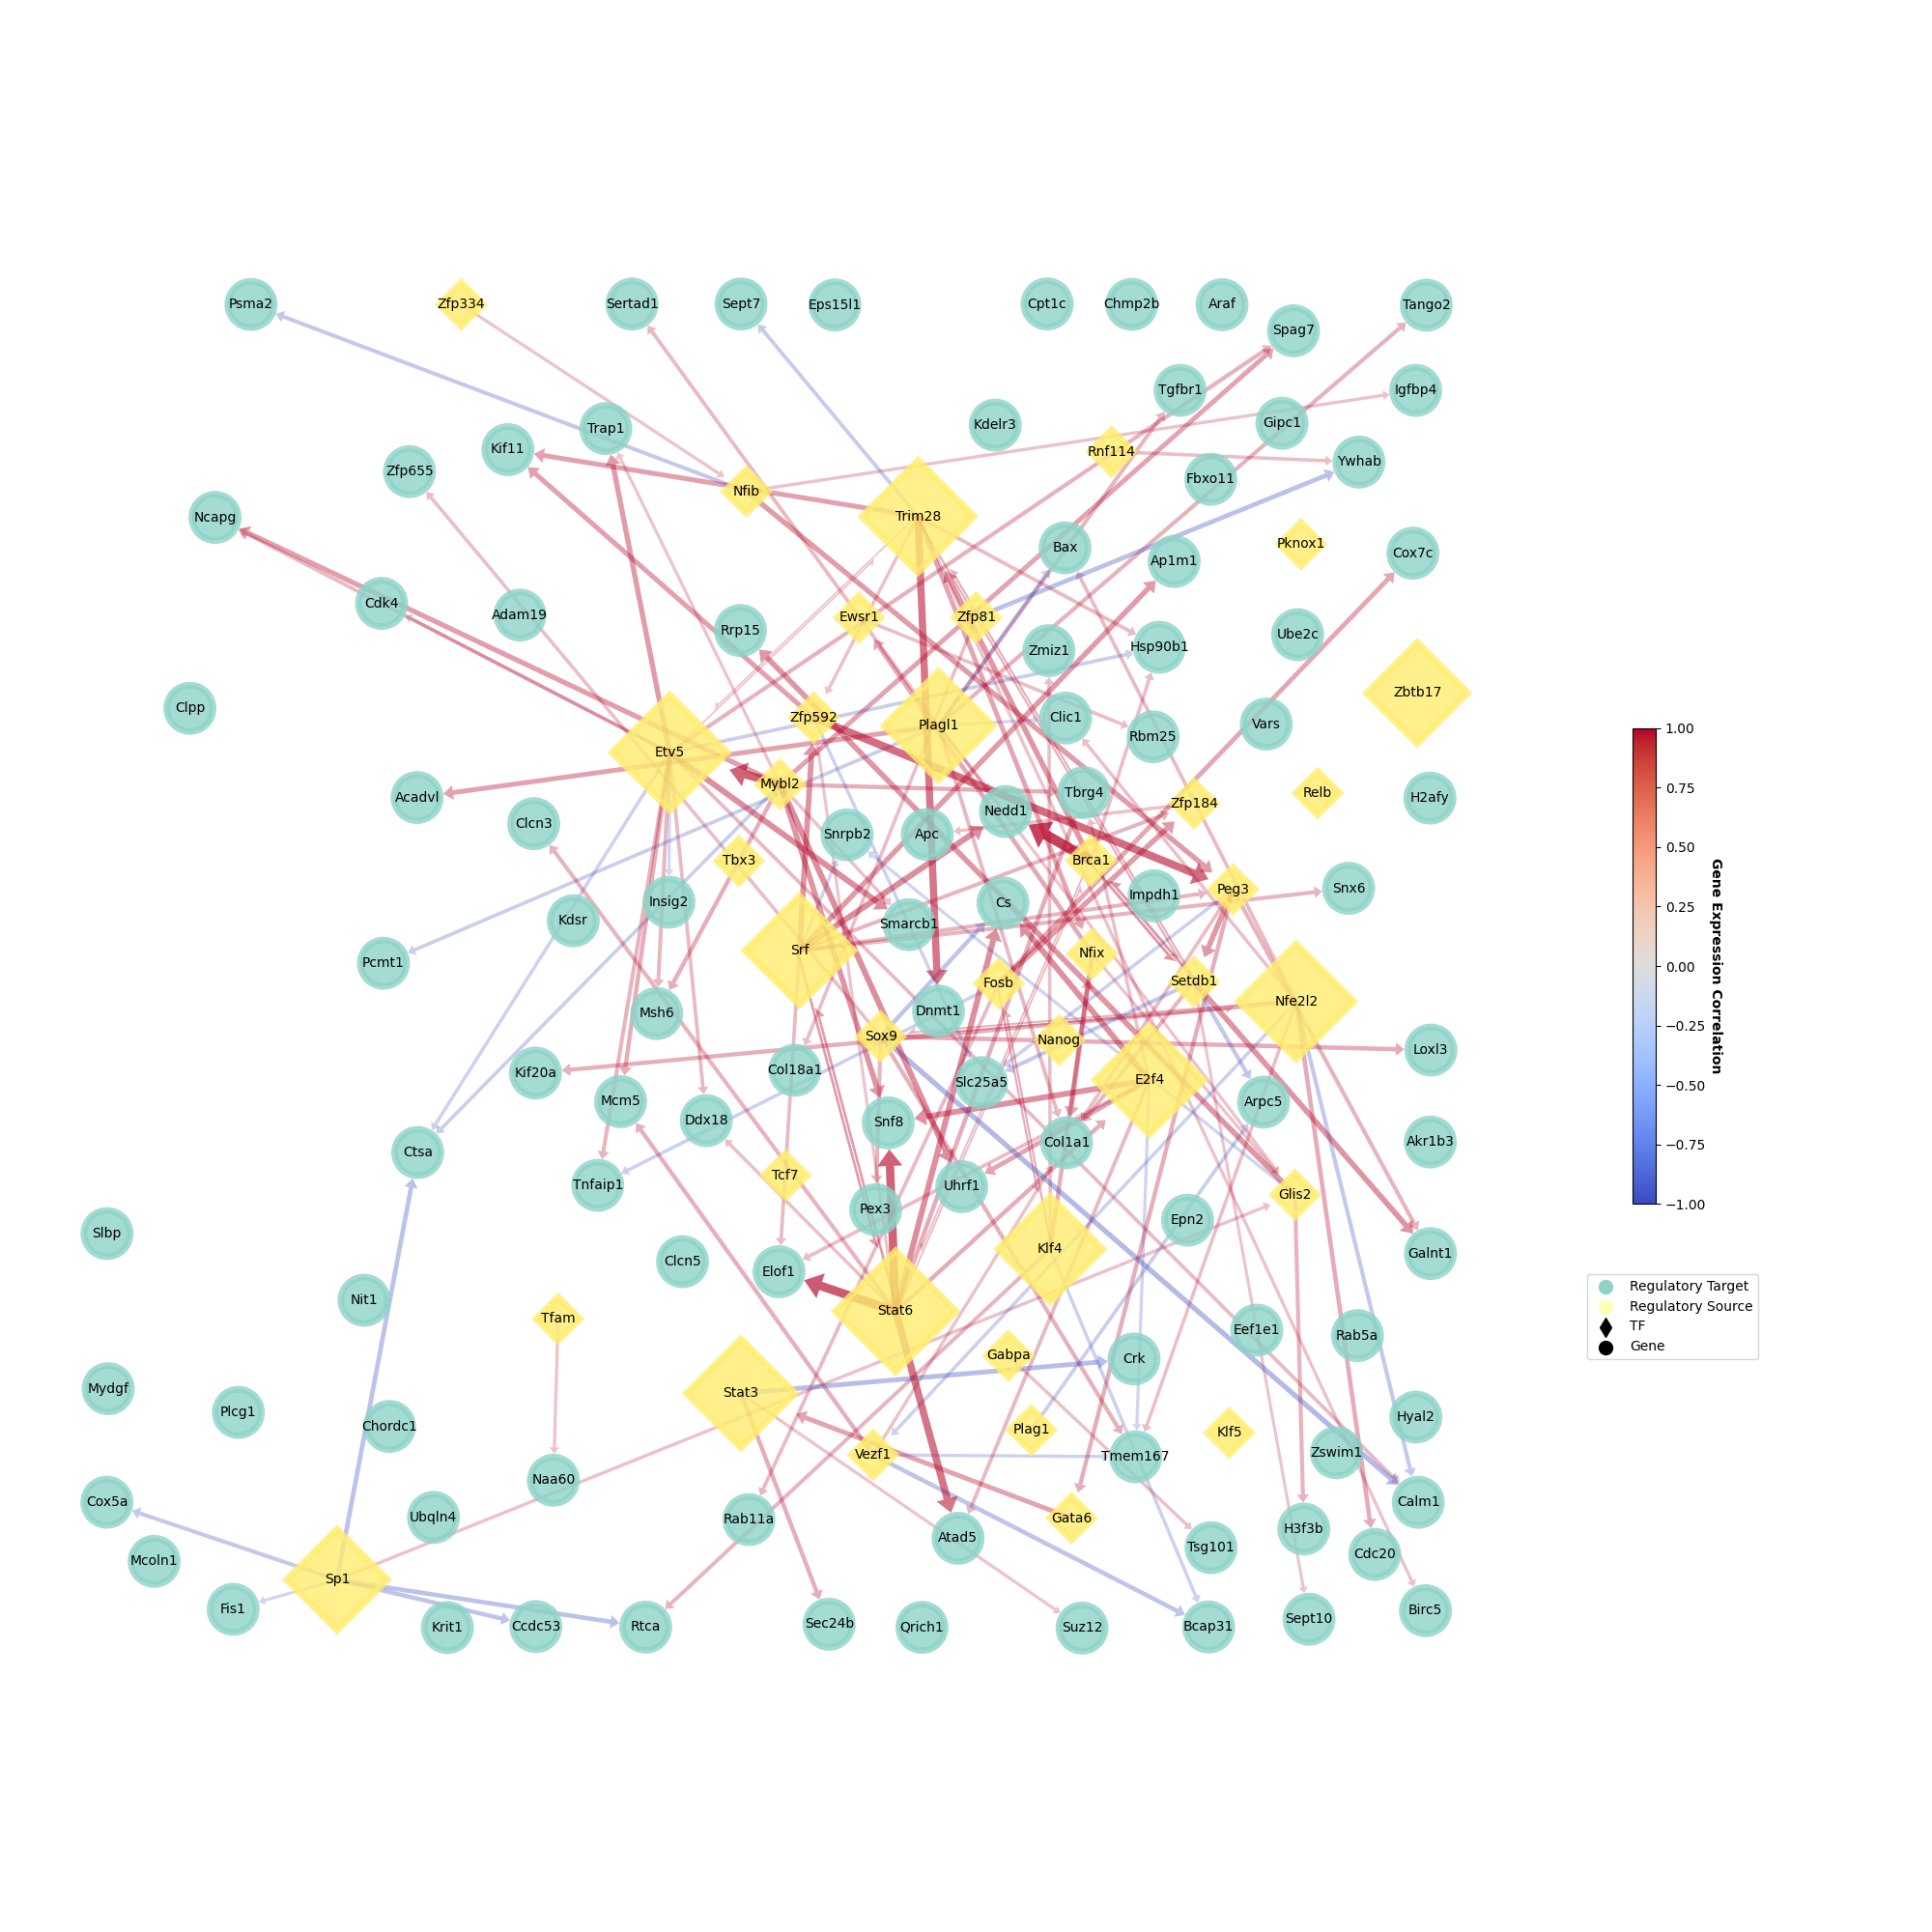 Psma2
Zfp334
Sertad1
Sept7
Eps15l1
Cpt1c
Chmp2b
Araf
Tango2
Spag7
Tgfbr1
Igfbp4
Trap1
Kdelr3
Gipc1
Kif11
Rnf114
Ywhab
Zfp655
Fbxo11
Nfib
Ncapg
Trim28
Pknox1
Bax
Cox7c
Ap1m1
Cdk4
Adam19
Ewsr1
Zfp81
Rrp15
Ube2c
Zmiz1
Hsp90b1
Zbtb17
Clpp
Zfp592
Clic1
Plagl1
Vars
Rbm25
Etv5
Mybl2
Tbrg4
Relb
Acadvl
H2afy
Zfp184
Nedd1
Clcn3
Snrpb2
Apc
Tbx3
Brca1
Peg3
Snx6
Impdh1
Insig2
Cs
Kdsr
Smarcb1
Srf
Nfix
Pcmt1
Setdb1
Fosb
Nfe2l2
Dnmt1
Msh6
Sox9
Nanog
Loxl3
Col18a1
Kif20a
E2f4
Slc25a5
Mcm5
Arpc5
Ddx18
Snf8
Akr1b3
Col1a1
Ctsa
Tcf7
Tnfaip1
Uhrf1
Glis2
Pex3
Epn2
Slbp
Klf4
Galnt1
Clcn5
Elof1
Nit1
Stat6
Tfam
Eef1e1
Rab5a
Gabpa
Crk
Mydgf
Stat3
Plcg1
Hyal2
Chordc1
Plag1
Klf5
Zswim1
Vezf1
Tmem167
Naa60
Cox5a
Calm1
Ubqln4
Rab11a
Gata6
H3f3b
Atad5
Tsg101
Cdc20
Mcoln1
Sp1
Fis1
Birc5
Sept10
Sec24b
Krit1
Ccdc53
Rtca
Qrich1
Suz12
Bcap31
1.00
0.75
0.50
0.25
0.00
−0.25
−0.50
−0.75
−1.00
Gene Expression Correlation
Regulatory Target
Regulatory Source
TF
Gene